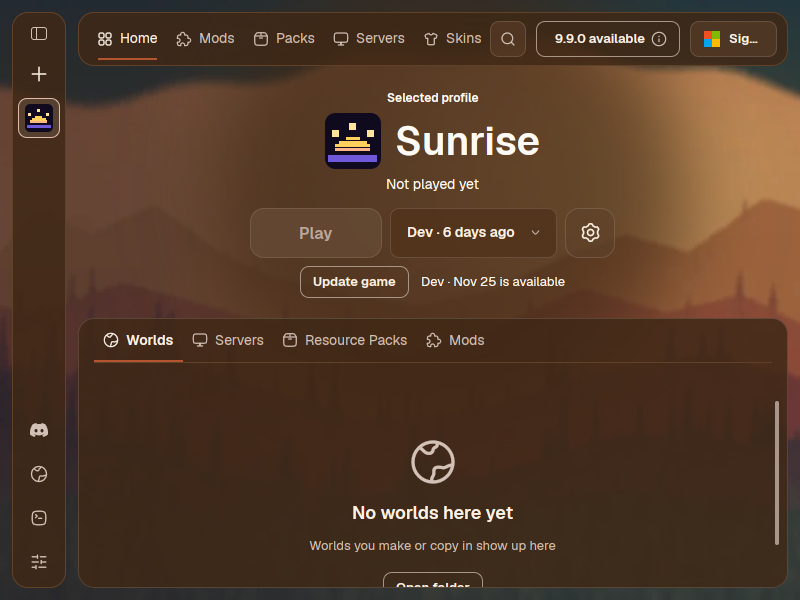 Home
Mods
Packs
Servers
Skins
9.9.0 available
Sig...
Selected profile
Sunrise
Not played yet
Play
Dev · 6 days ago
Update game
Dev · Nov 25 is available
Worlds
Servers
Resource Packs
Mods
No worlds here yet
Worlds you make or copy in show up here
Open folder